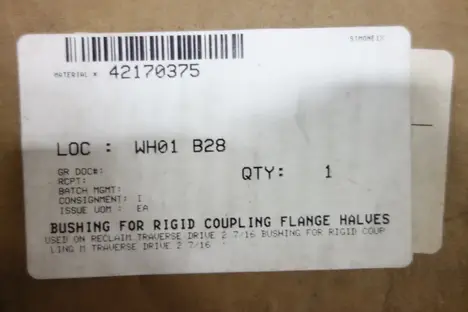 SIMONEIC
MATERIAL # 42170375
LOC : WH01 B28
GR DOC#:
RCPT:
QTY: 1
BATCH MGMT:
CONSIGNMENT: I
ISSUE UOM : EA
BUSHING FOR RIGID COUPLING FLANGE HALVES
USED ON RECLAIM TRAVERSE DRIVE 2 7/16 BUSHING FOR RIGID COUP
LING M TRAVERSE DRIVE 2 7/16